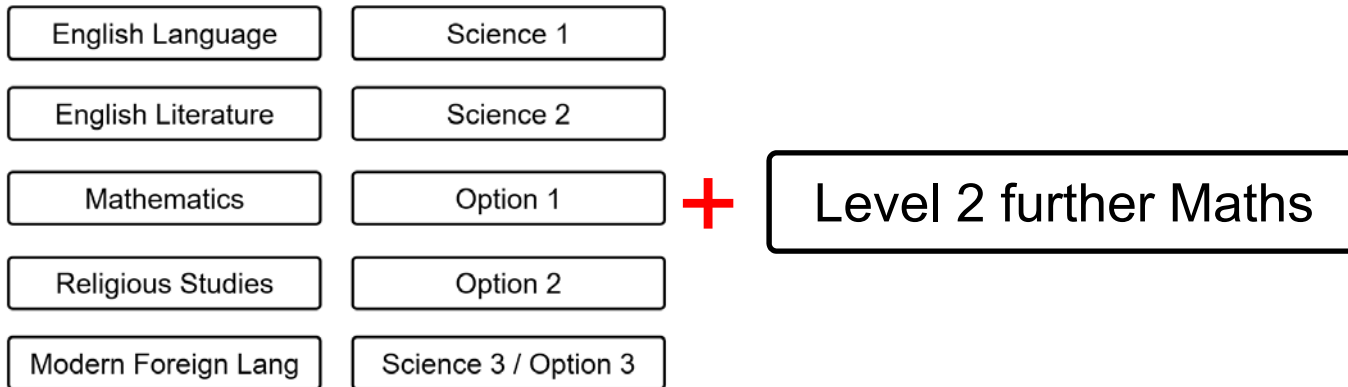 English Language
Science 1
English Literature
Science 2
Mathematics
Option 1
+
Level 2 further Maths
Religious Studies
Option 2
Modern Foreign Lang
Science 3 / Option 3